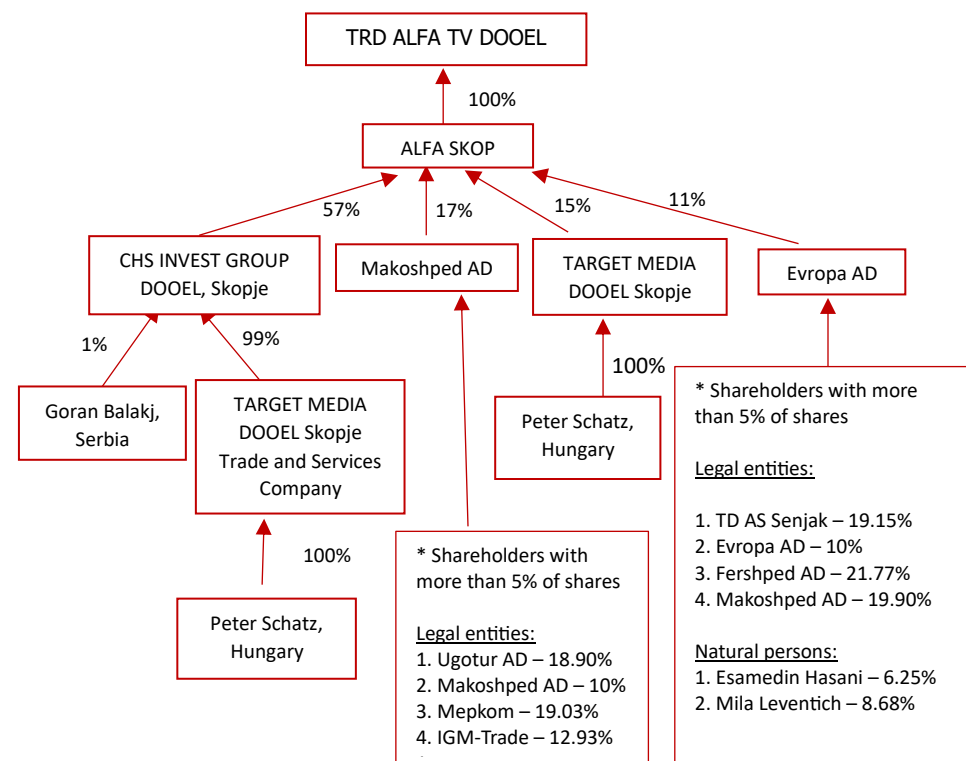 TRD ALFA TV DOOEL
100%
ALFA SKOP
57%
17%
15%
11%
CHS INVEST GROUP
DOOEL, Skopje
Makoshped AD
TARGET MEDIA
DOOEL Skopje
Evropa AD
1%
99%
100%
Goran Balakj,
Serbia
TARGET MEDIA
DOOEL Skopje
Trade and Services
Company
Peter Schatz,
Hungary
* Shareholders with more
than 5% of shares
Legal entities:
1. TD AS Senjak – 19.15%
2. Evropa AD – 10%
3. Fershped AD – 21.77%
4. Makoshped AD – 19.90%
Natural persons:
1. Esamedin Hasani – 6.25%
2. Mila Leventich – 8.68%
100%
Peter Schatz,
Hungary
* Shareholders with
more than 5% of shares
Legal entities:
1. Ugotur AD – 18.90%
2. Makoshped AD – 10%
3. Mepkom – 19.03%
4. IGM-Trade – 12.93%